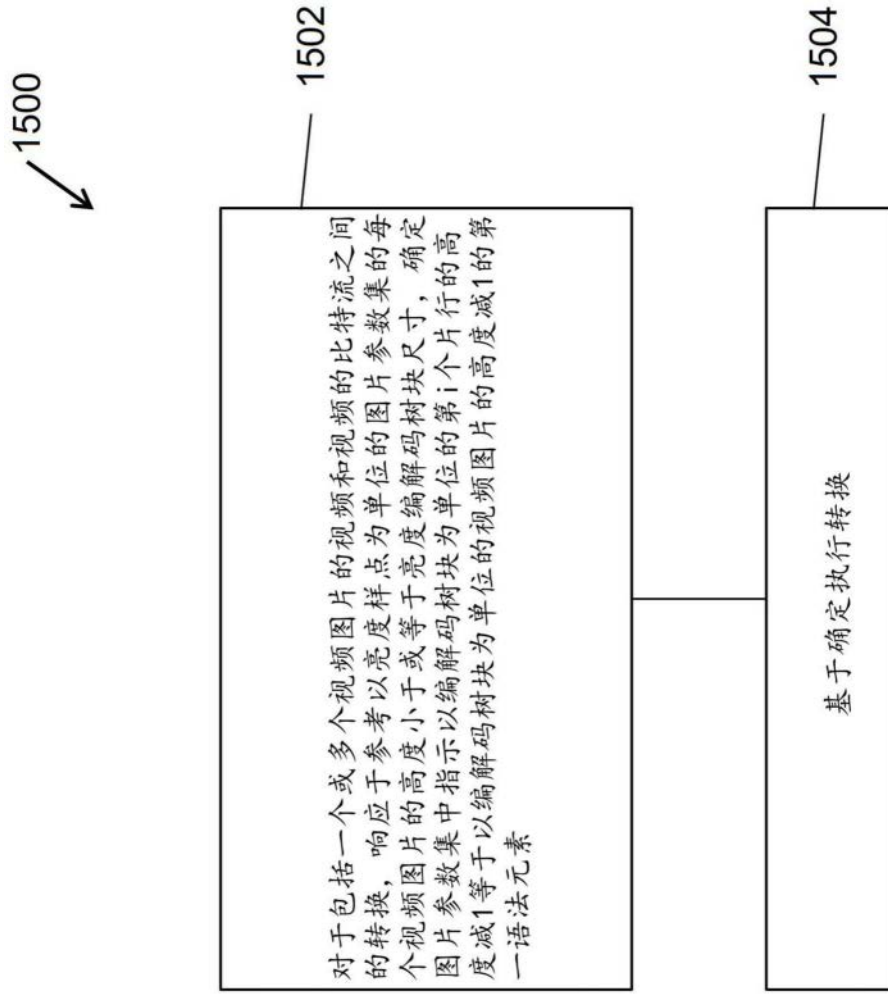 1500
1502
对于包括一个或多个视频图片的视频和视频的比特流之间
的转换，响应于参考以亮度样点为单位的图片参数集的每
个视频图片的高度小于或等于亮度编解码树块尺寸，确定
图片参数集中指示以编解码树块为单位的第i个片行的高
度减1等于以编解码树块为单位的视频图片的高度减1的第
一语法元素
1504
基于确定执行转换